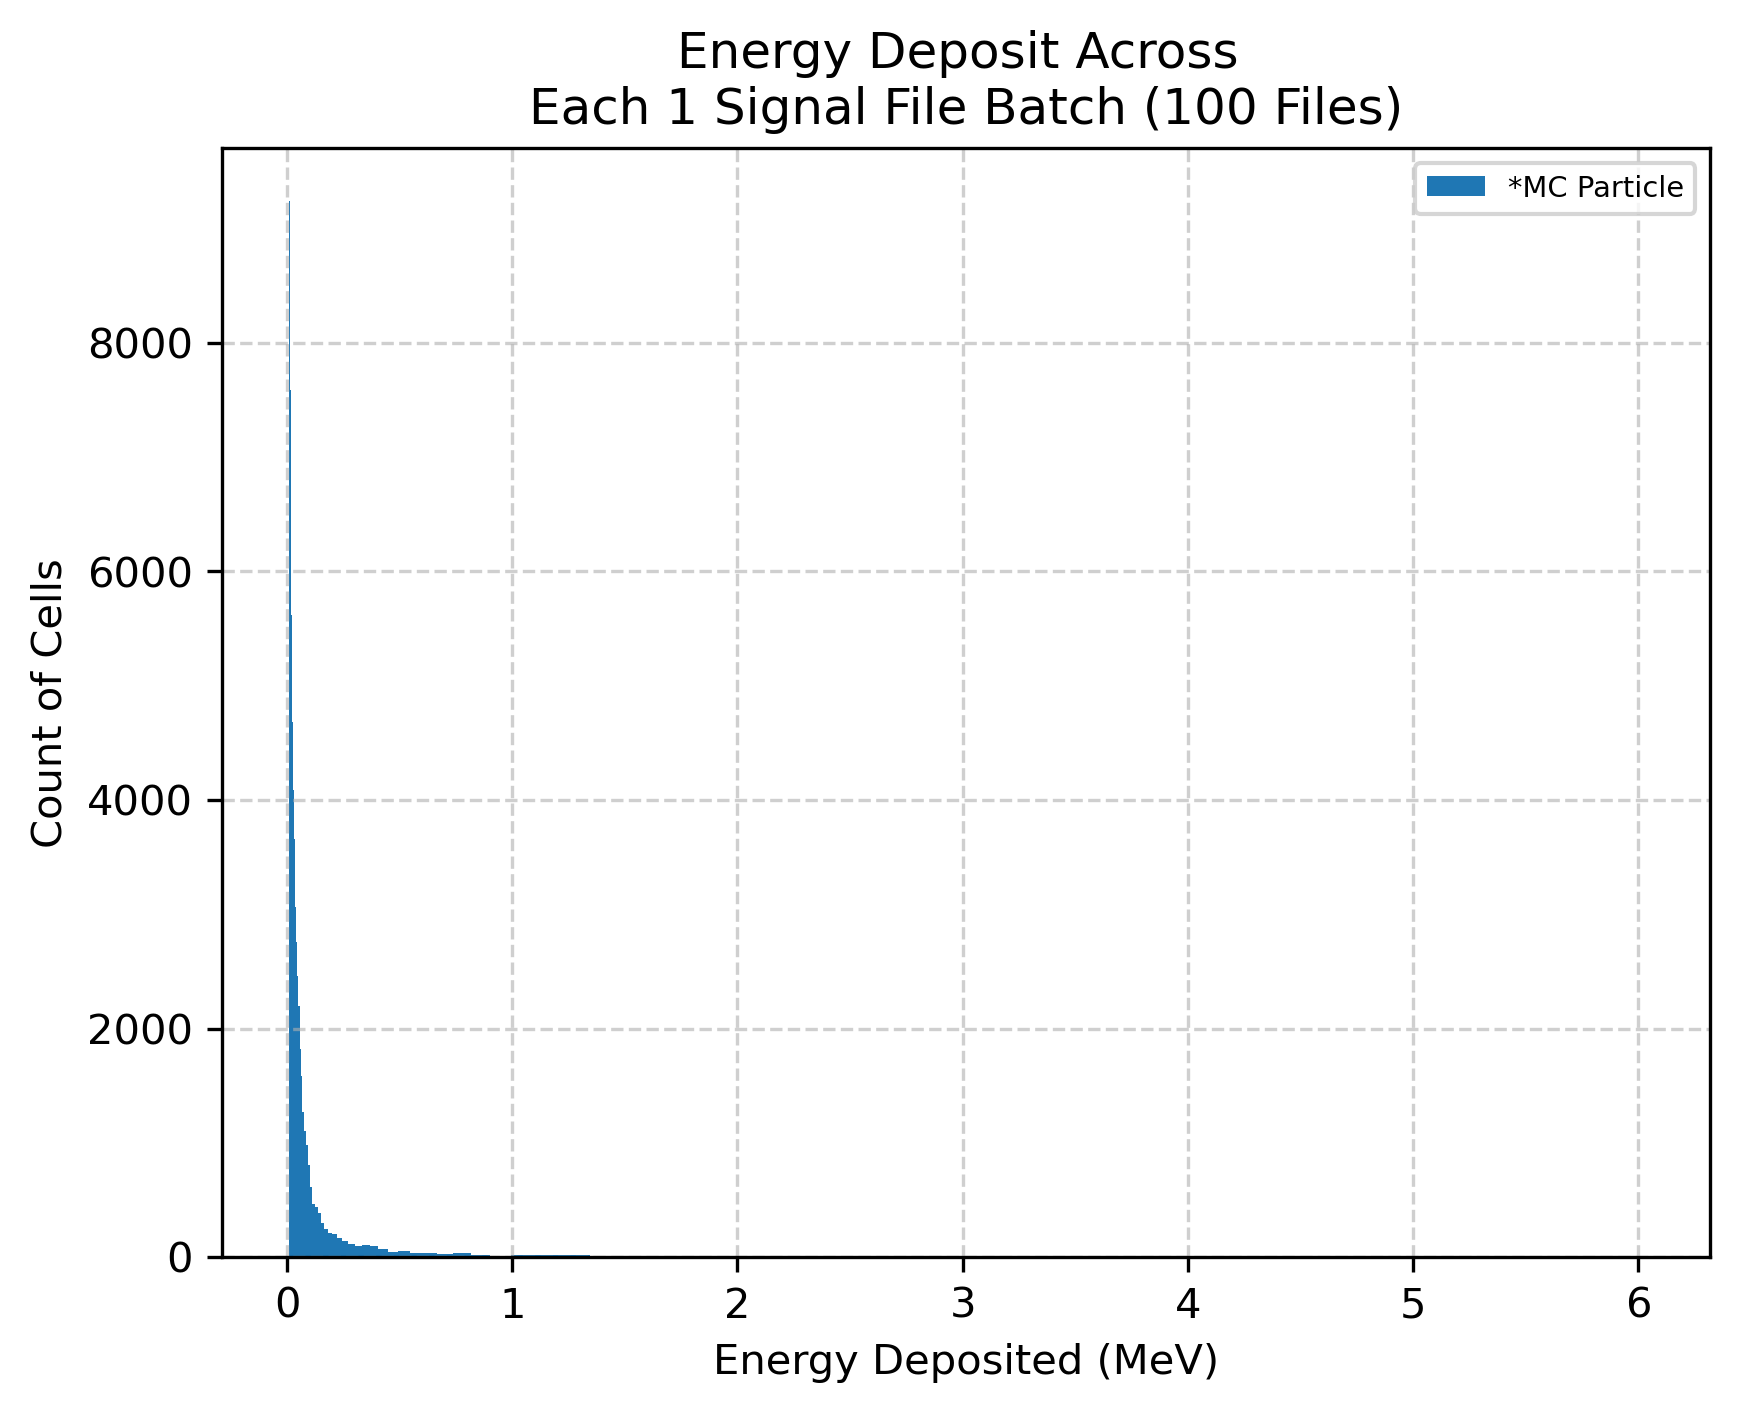 Energy Deposit Across
Each 1 Signal File Batch (100 Files)
*MC Particle
Count of Cells
8000
6000
4000
2000
0
0 1 2 3 4 5 6
Energy Deposited (MeV)